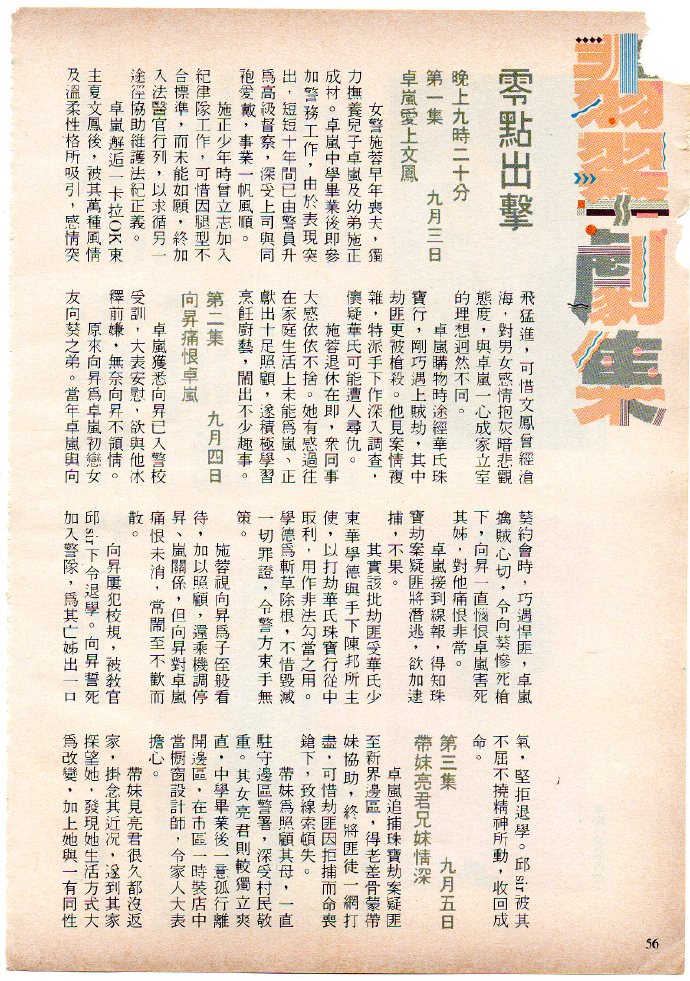 翡翠劇集
零點出擊
晚上九時二十分
第一集　九月三日
卓嵐愛上文鳳
女警施蓉早年喪夫，獨
力撫養兒子卓嵐及幼弟施正
成材。卓嵐中學畢業後即參
加警務工作，由於表現突
出，短短十年間已由警員升
爲高級督察，深受上司與同
袍愛戴，事業一帆風順。
施正少年時曾立志加入
紀律隊工作，可惜因腿型不
合標準，而未能如願，終加
入法醫官行列，以求循另一
途徑協助維護法紀正義。
卓嵐邂逅一卡拉OK東
主夏文鳳後，被其萬種風情
及溫柔性格所吸引，感情突
飛猛進，可惜文鳳曾經滄
海，對男女感情抱灰暗悲觀
態度，與卓嵐一心成家立室
的理想迥然不同。
卓嵐購物時途經華氏珠
寶行，剛巧遇上賊劫，其中
劫匪更被槍殺。他見案情複
雜，特派手下作深入調查，
懷疑華氏可能遭人尋仇。
施蓉退休在即，衆同事
大感依依不捨。她有感過往
在家庭生活上未能爲嵐、正
獻出十足照顧，遂積極學習
烹飪廚藝，鬧出不少趣事。
第二集　九月四日
向昇痛恨卓嵐
卓嵐獲悉向昇已入警校
受訓，大表安慰，欲與他冰
釋前嫌，無奈向昇不領情。
原來向昇爲卓嵐初戀女
友向葵之弟。當年卓嵐與向
葵約會時，巧遇悍匪，卓嵐
擒賊心切，令向葵慘死槍
下，向昇一直惱恨卓嵐害死
其姊，對他痛恨非常。
卓嵐接到線報，得知珠
寶劫案疑匪將潛逃，欲加逮
捕，不果。
其實該批劫匪受華氏少
東華學德與手下陳邦所主
使，以打劫華氏珠寶行從中
取利，用作非法勾當之用。
學德爲斬草除根，不惜毀滅
一切罪證，令警方束手無
策。
施蓉視向昇爲子侄般看
待，加以照顧，還乘機調停
昇、嵐關係，但向昇對卓嵐
痛恨未消，常鬧至不歡而
散。
向昇屢犯校規，被敎官
邱sir下令退學。向昇誓死
加入警隊，爲其亡姊出一口
氣，堅拒退學。邱sir被其
不屈不撓精神所動，收回成
命。
第三集　九月五日
帶妹亮君兄妹情深
卓嵐追捕珠寶劫案疑匪
至新界邊區，得老差骨蒙帶
妹協助，終將匪徒一網打
盡，可惜劫匪因拒捕而命喪
鎗下，致線索頓失。
帶妹爲照顧其母，一直
駐守邊區警署，深受村民敬
重。其女亮君則較獨立爽
直，中學畢業後一意孤行離
開邊區，在市區一時裝店中
當櫥窗設計師，令家人大表
擔心。
帶妹見亮君很久都沒返
家，掛念其近況，遂到其家
探望她，發現她生活方式大
爲改變，加上她與一有同性
56